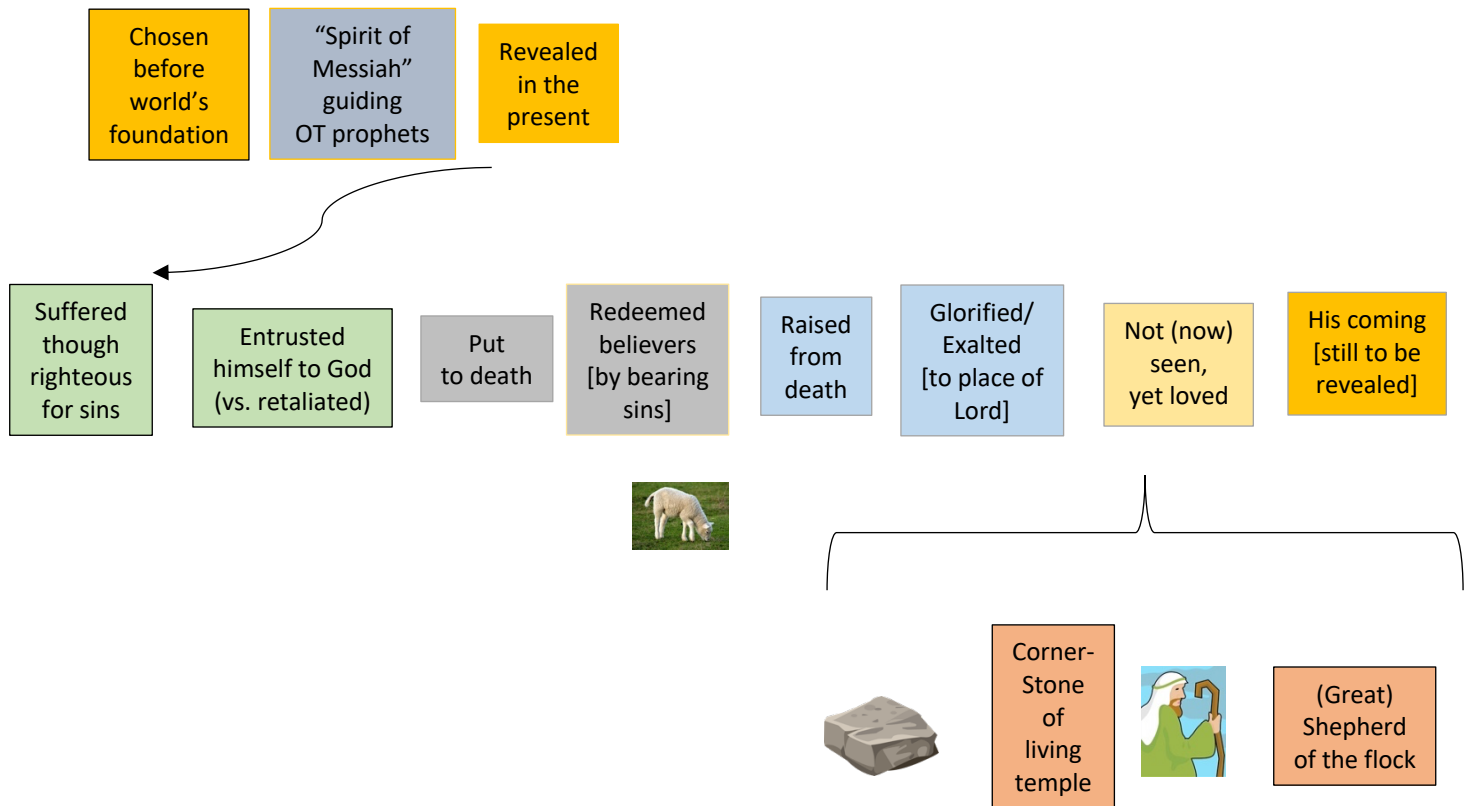 Chosen
before
world's
foundation
“Spirit of
Messiah”
guiding
OT prophets
Revealed
in the
present
Suffered
though
righteous
for sins
Entrusted
himself to God
(vs. retaliated)
Put
to death
Redeemed
believers
[by bearing
sins]
Raised
from
death
Glorified/
Exalted
[to place of
Lord]
Not (now)
seen,
yet loved
His coming
[still to be
revealed]
Corner-
Stone
of
living
temple
(Great)
Shepherd
of the flock